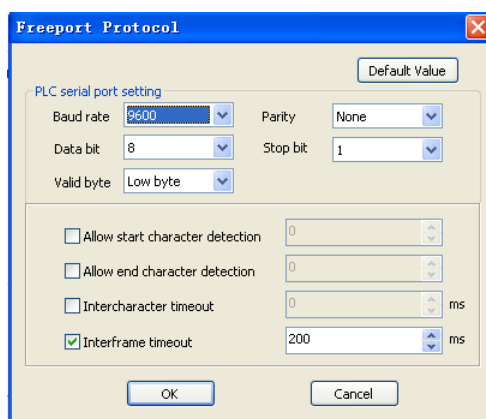 Freeport Protocol
Default Value
PLC serial port setting
Baud rate 9600 Parity None
Data bit 8 Stop bit 1
Valid byte Low byte
Allow start character detection 0
Allow end character detection 0
Intercharacter timeout 0 ms
Interframe timeout 200 ms
OK Cancel